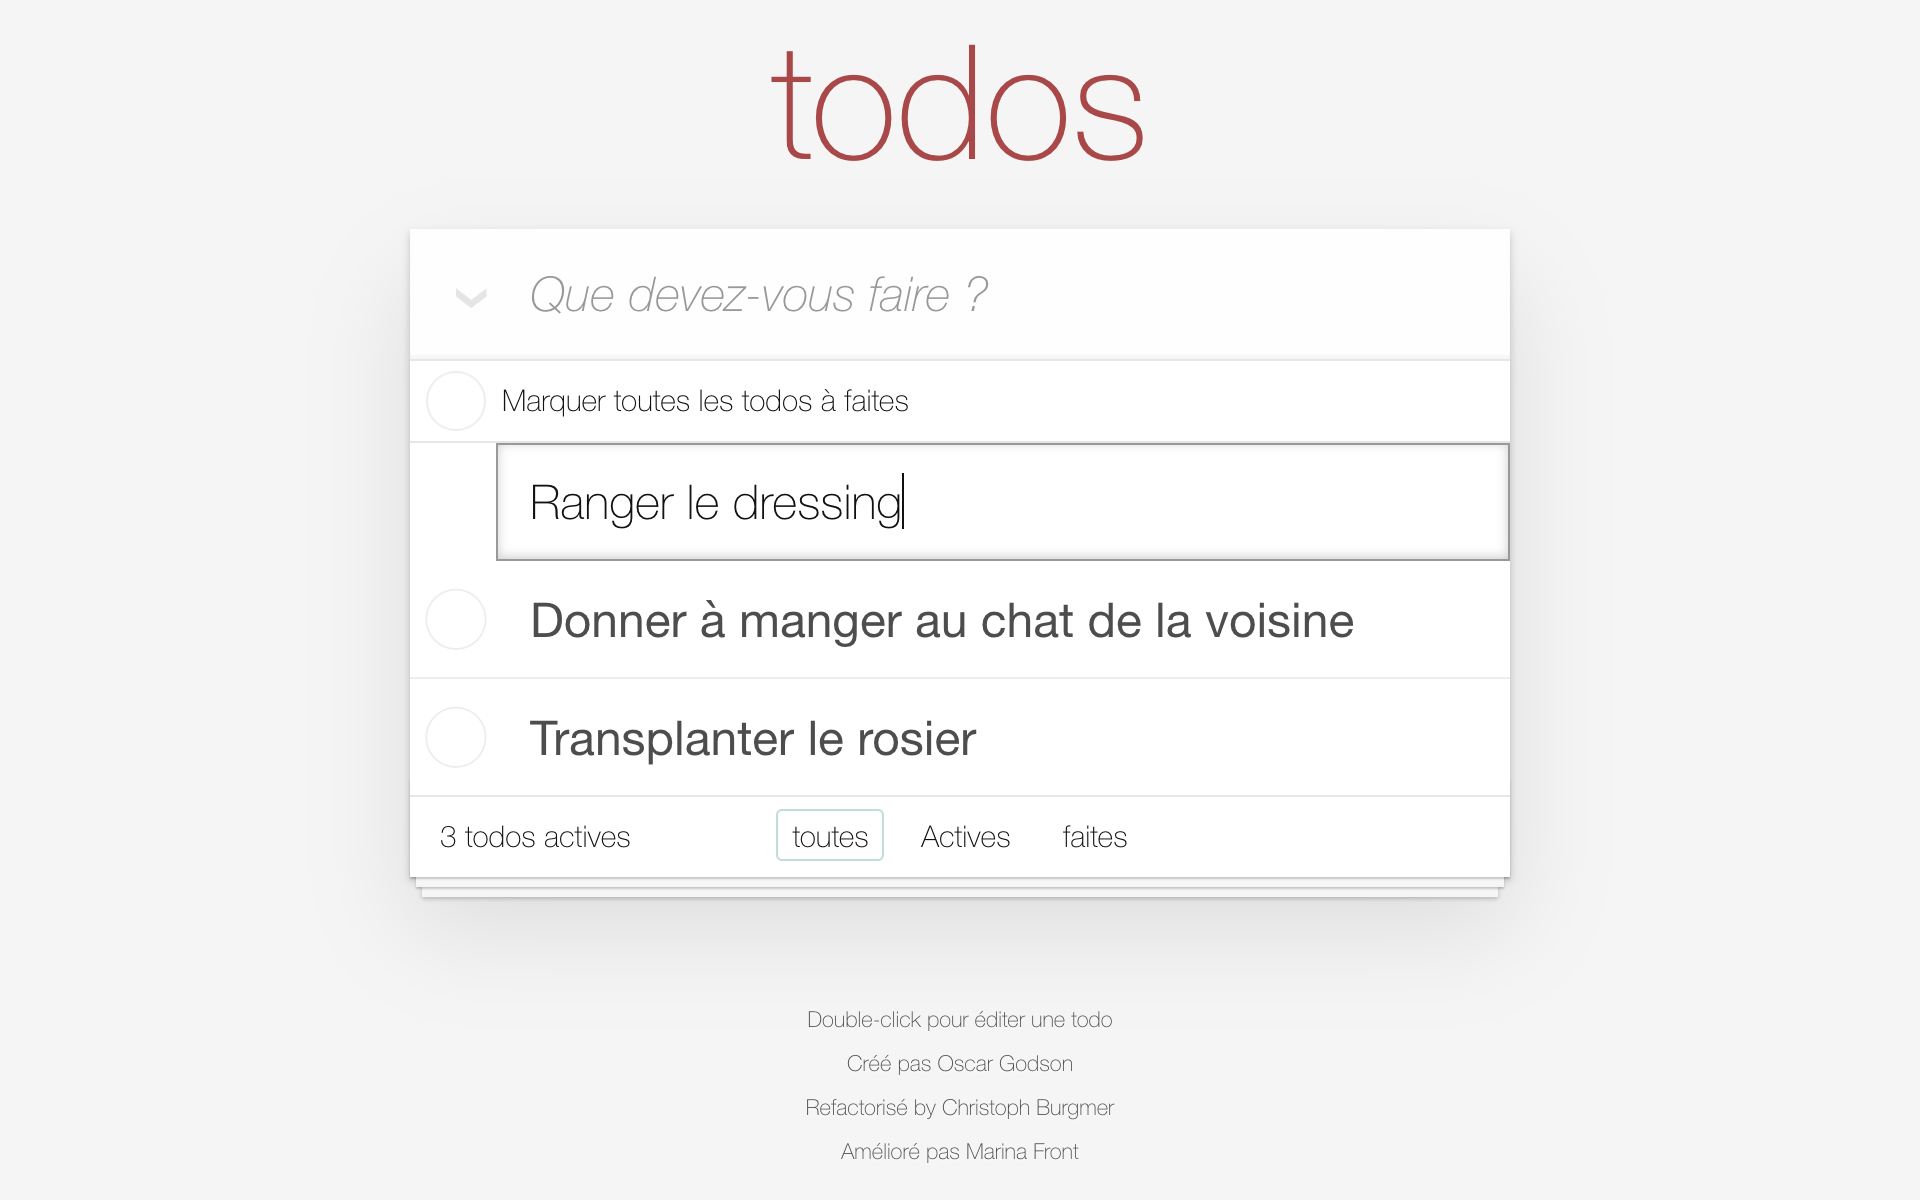 todos
Que devez-vous faire ?
Marquer toutes les todos à faites
Ranger le dressing
Donner à manger au chat de la voisine
Transplanter le rosier
3 todos actives toutes Actives faites
Double-click pour éditer une todo
Créé pas Oscar Godson
Refactorisé by Christoph Burgmer
Amélioré pas Marina Front